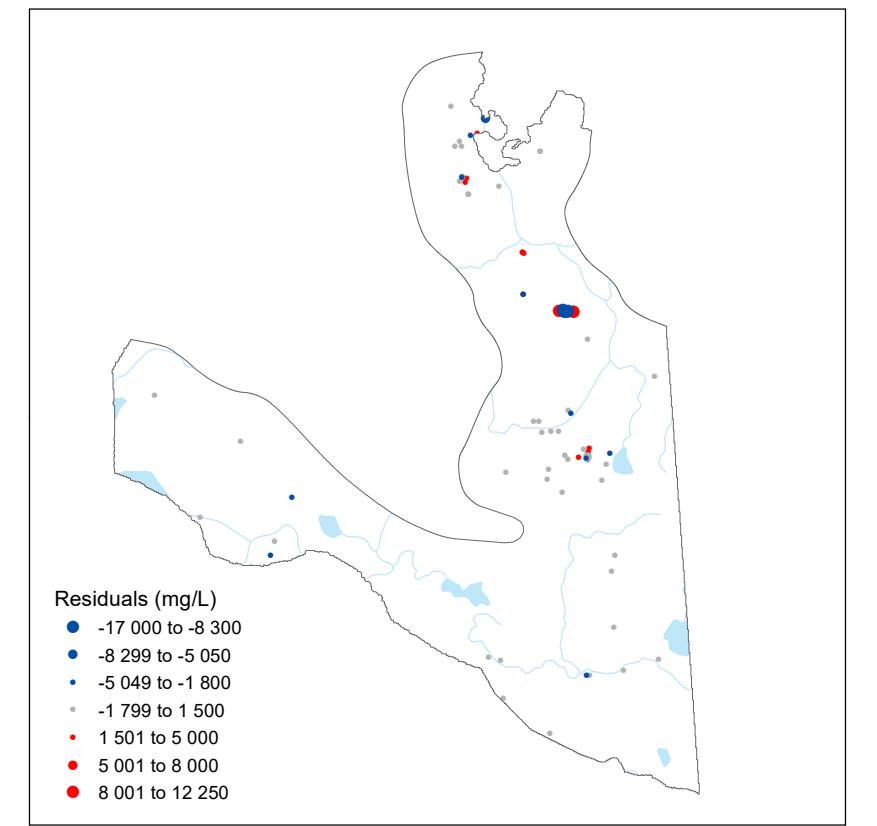 Residuals (mg/L)
-17 000 to -8 300
-8 299 to -5 050
-5 049 to -1 800
-1 799 to 1 500
1 501 to 5 000
5 001 to 8 000
8 001 to 12 250